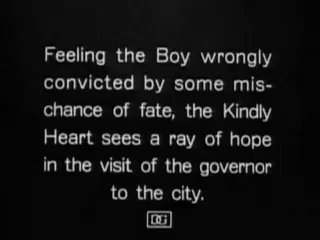 Feeling the Boy wrongly
convicted by some mis-
chance of fate, the Kindly
Heart sees a ray of hope
in the visit of the governor
to the city.
DG